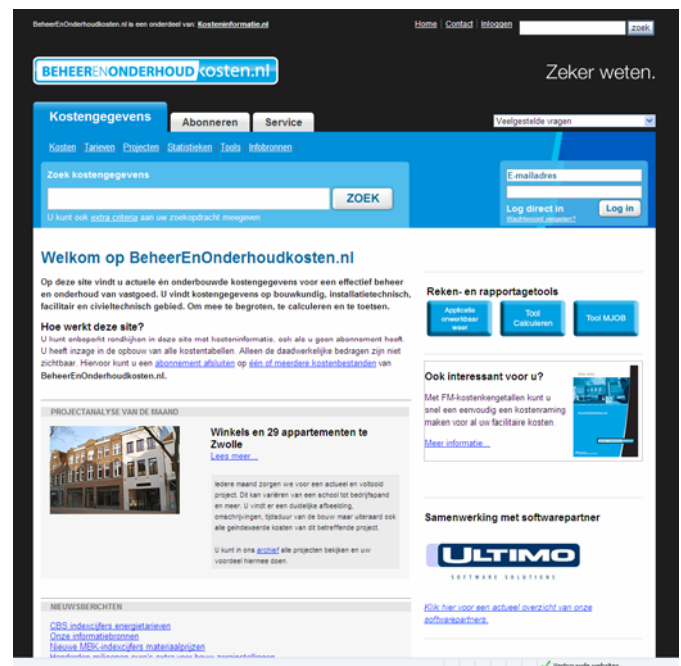 BeheerEnOnderhoudkosten.nl is een onderdeel van: Kosteninformatie.nl
Home Contact Inloggen zoek
BEHEERENONDERHOUDkosten.nl
Zeker weten.
Kostengegevens Abonneren Service
Veelgestelde vragen
Kosten Tarieven Projecten Statistieken Tools Infobronnen
Zoek kostengegevens
ZOEK
U kunt ook extra criteria aan uw zoekopdracht meegeven
E-mailadres
Log direct in
Wachtwoord vergeten?
Log in
Welkom op BeheerEnOnderhoudkosten.nl
Op deze site vindt u actuele én onderbouwde kostengegevens voor een effectief beheer
en onderhoud van vastgoed. U vindt kostengegevens op bouwkundig, installatietechnisch,
facilitair en civieltechnisch gebied. Om mee te begroten, te calculeren en te toetsen.
Hoe werkt deze site?
U kunt onbeperkt rondkijken in deze site met kosteninformatie, ook als u geen abonnement heeft.
U heeft inzage in de opbouw van alle kostentabellen. Alleen de daadwerkelijke bedragen zijn niet
zichtbaar. Hiervoor kunt u een abonnement afsluiten op één of meerdere kostenbestanden van
BeheerEnOnderhoudkosten.nl.
PROJECTANALYSE VAN DE MAAND
Winkels en 29 appartementen te
Zwolle
Lees meer...
Iedere maand zorgen we voor een actueel en voltooid
project. Dit kan variëren van een school tot bedrijfspand
en meer. U vindt er een duidelijke afbeelding,
omschrijvingen, tijdsduur van de bouw maar uiteraard ook
alle geïndexeerde kosten van dit betreffende project.
U kunt in ons archief alle projecten bekijken en uw
voordeel hiermee doen.
NIEUWSBERICHTEN
CBS indexcijfers energietarieven
Onze informatiebronnen
Nieuwe MBK-indexcijfers materiaalprijzen
Honderden miljoenen euro's extra voor bouw zorginstellingen
Reken- en rapportagetools
Applicatie
onwerkbaar
weer
Tool
Calculeren
Tool MJOB
Ook interessant voor u?
Met FM-kostenkengetallen kunt u
snel een eenvoudig een kostenraming
maken voor al uw facilitaire kosten.
Meer informatie...
Samenwerking met softwarepartner
ULTIMO
SOFTWARE SOLUTIONS
Klik hier voor een actueel overzicht van onze
softwarepartners.